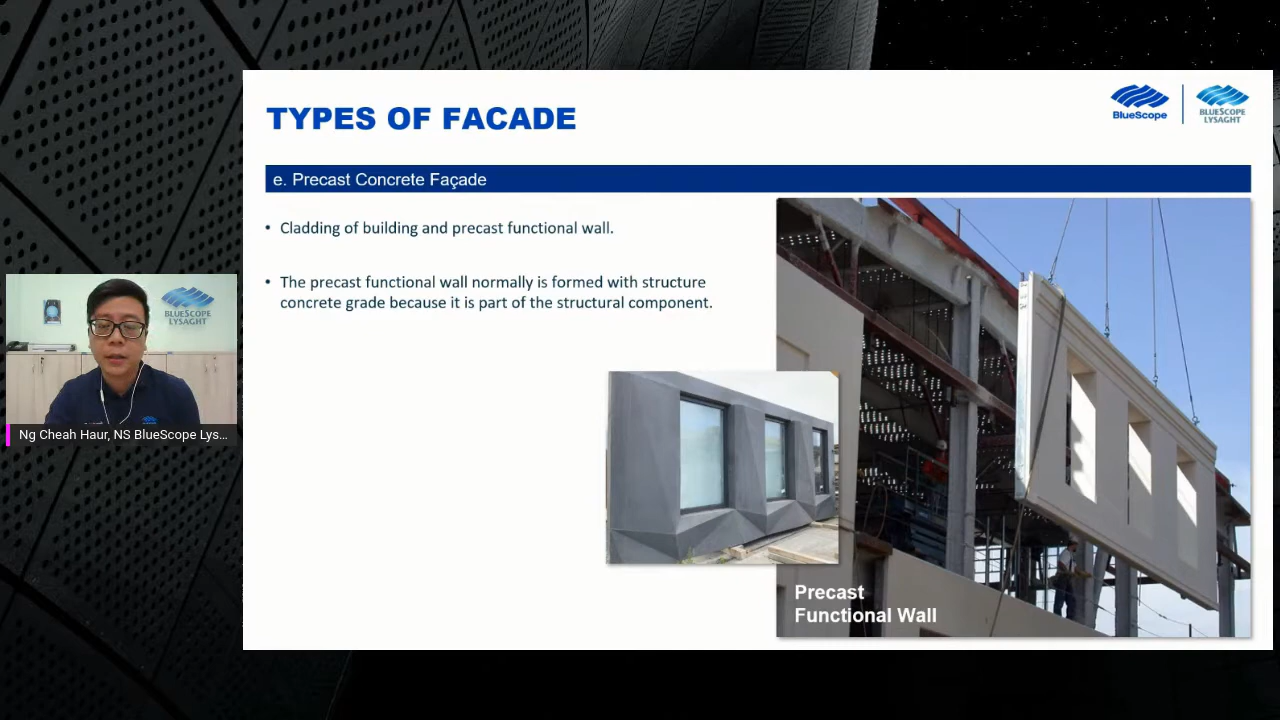 TYPES OF FACADE
BlueScope
BLUESCOPE
LYSAGHT
e. Precast Concrete Façade
• Cladding of building and precast functional wall.
• The precast functional wall normally is formed with structure
concrete grade because it is part of the structural component.
BLUESCOPE
LYSAGHT
Ng Cheah Haur, NS BlueScope Lys...
Precast
Functional Wall